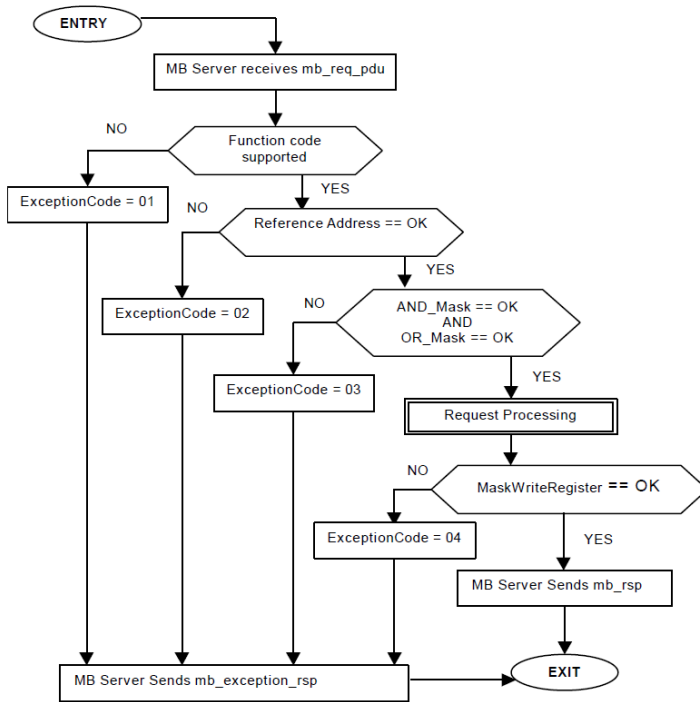 ENTRY
MB Server receives mb_req_pdu
NO
Function code
supported
YES
ExceptionCode = 01
NO
Reference Address == OK
YES
ExceptionCode = 02
NO
AND_Mask == OK
AND
OR_Mask == OK
YES
ExceptionCode = 03
Request Processing
NO
MaskWriteRegister == OK
YES
ExceptionCode = 04
MB Server Sends mb_rsp
MB Server Sends mb_exception_rsp
EXIT